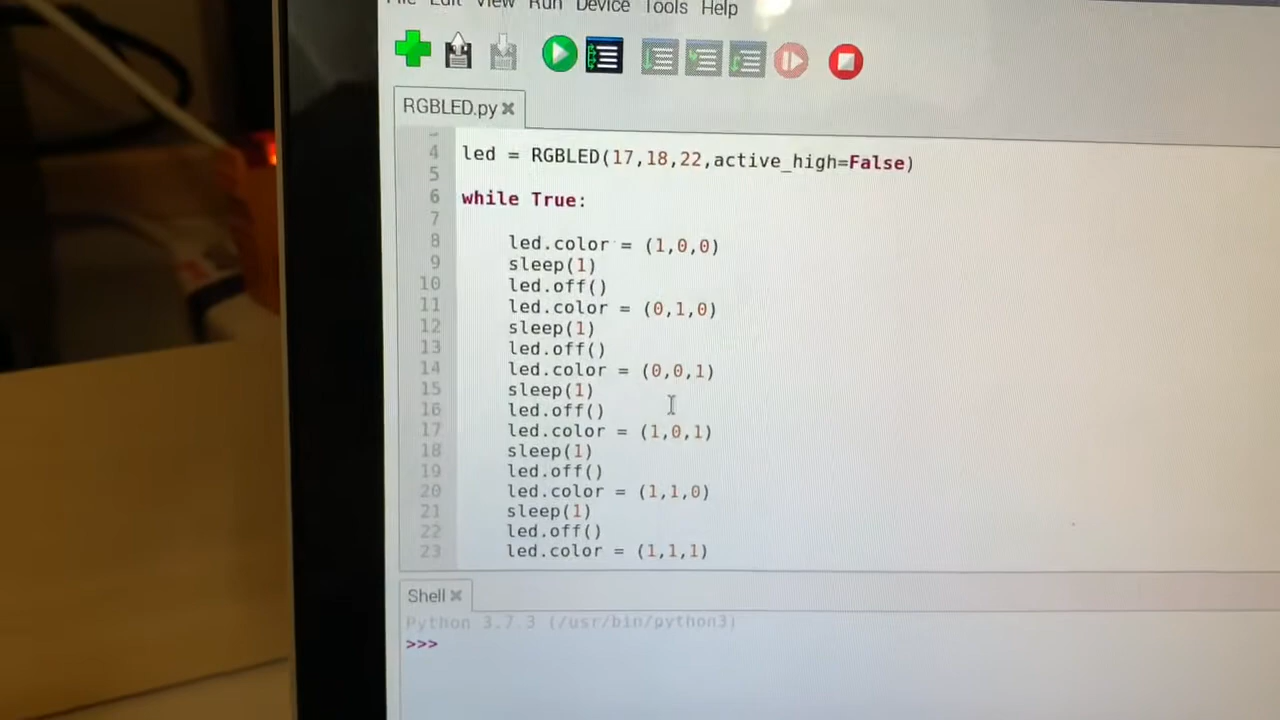 File Edit View Run Device Tools Help
RGBLED.py
4 led = RGBLED(17,18,22,active_high=False)
5
6 while True:
7
8 led.color = (1,0,0)
9 sleep(1)
10 led.off()
11 led.color = (0,1,0)
12 sleep(1)
13 led.off()
14 led.color = (0,0,1)
15 sleep(1)
16 led.off()
17 led.color = (1,0,1)
18 sleep(1)
19 led.off()
20 led.color = (1,1,0)
21 sleep(1)
22 led.off()
23 led.color = (1,1,1)
Shell
Python 3.7.3 (/usr/bin/python3)
>>>